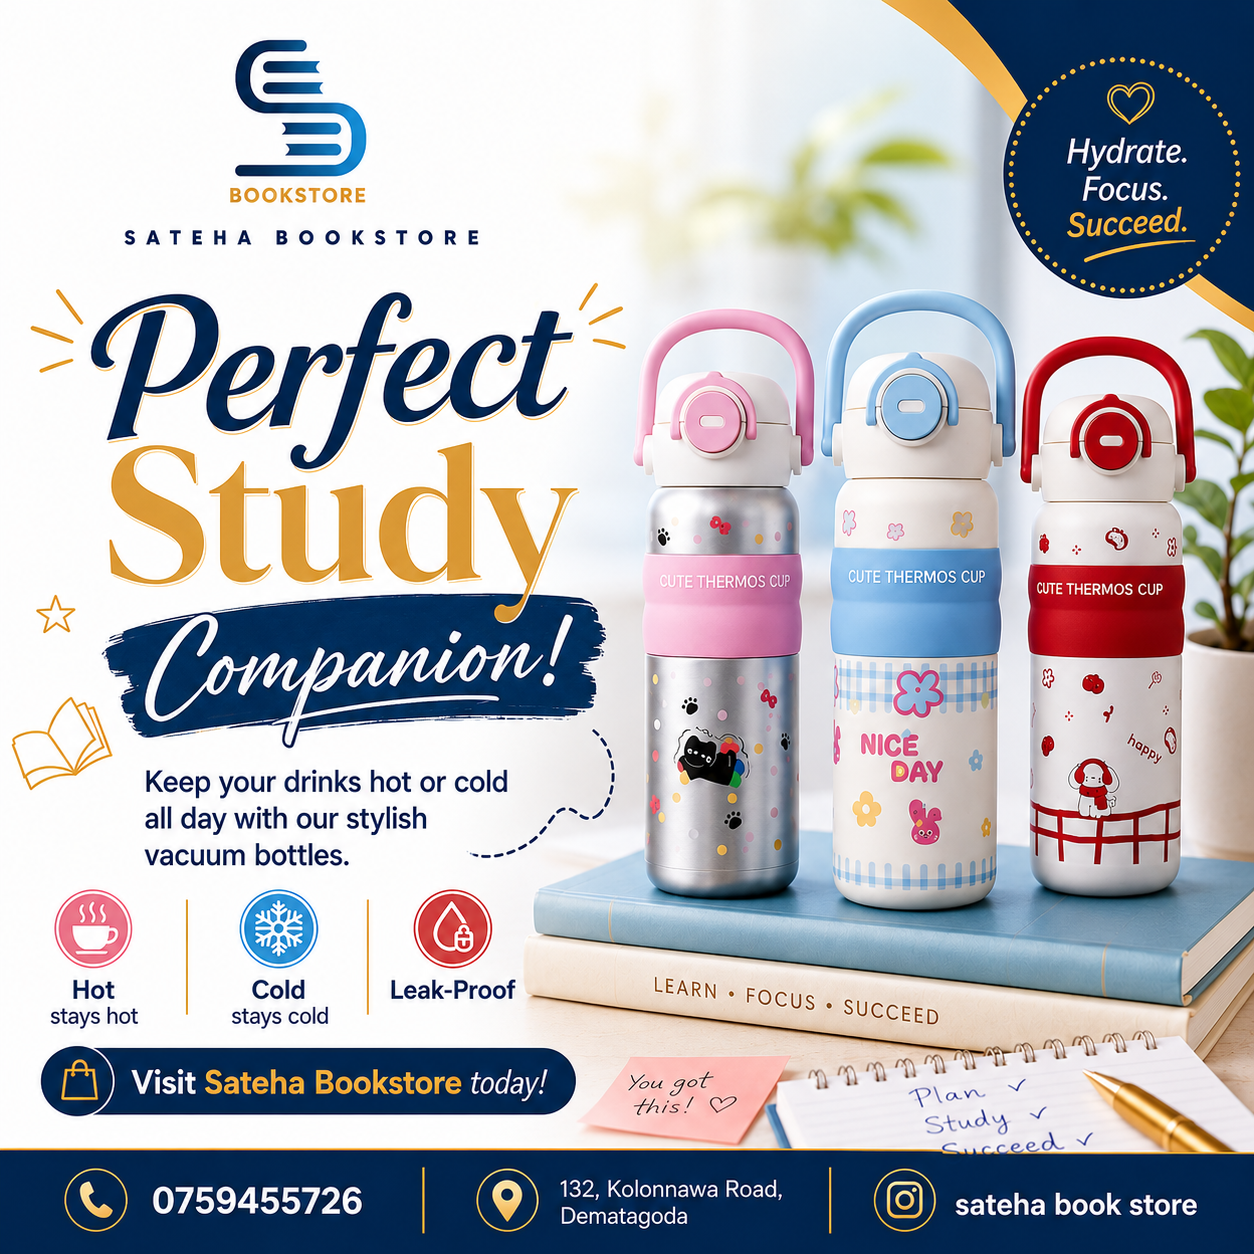 BOOKSTORE
SATEHA BOOKSTORE
Hydrate.
Focus.
Succeed.
Perfect
Study
Companion!
Keep your drinks hot or cold
all day with our stylish
vacuum bottles.
Hot
stays hot
Cold
stays cold
Leak-Proof
Visit Sateha Bookstore today!
CUTE THERMOS CUP
CUTE THERMOS CUP
NICE
DAY
CUTE THERMOS CUP
happy
LEARN • FOCUS • SUCCEED
You got
this! ♡
Plan ✓
Study ✓
Succeed ✓
0759455726
132, Kolonnawa Road,
Dematagoda
sateha book store